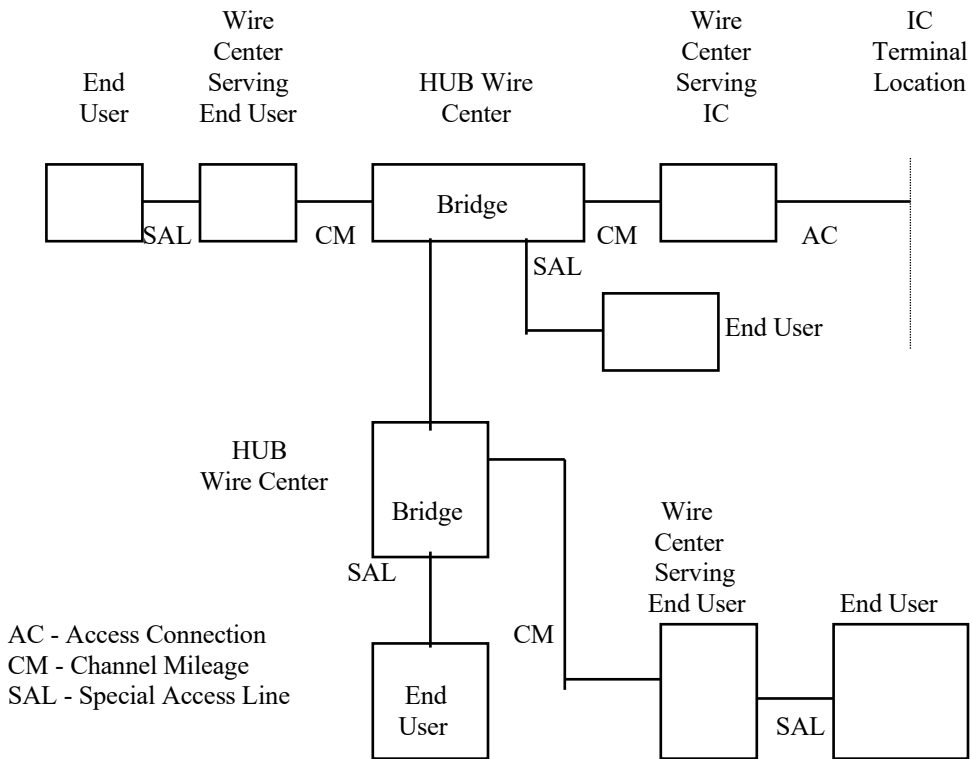 End
User
Wire
Center
Serving
End User
HUB Wire
Center
Wire
Center
Serving
IC
IC
Terminal
Location
SAL
CM
Bridge
CM
AC
SAL
End User
HUB
Wire Center
Bridge
SAL
End
User
CM
Wire
Center
Serving
End User
End User
SAL
AC - Access Connection
CM - Channel Mileage
SAL - Special Access Line